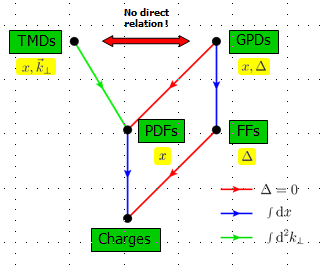 No direct
relation!
TMDs
GPDs
x, k⃗⊥
x, Δ
PDFs
FFs
x
Δ
Δ = 0
∫ dx
∫ d²k⊥
Charges